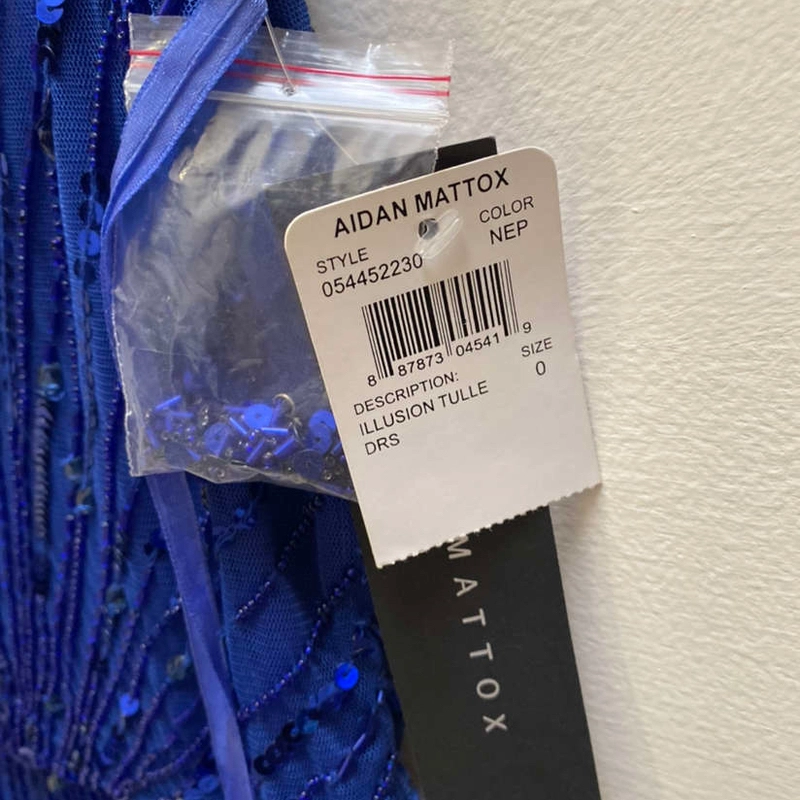 AIDAN MATTOX
STYLE
054452230
COLOR
NEP
8 87873 04541 9
DESCRIPTION:
ILLUSION TULLE
DRS
SIZE
0
MATTOX